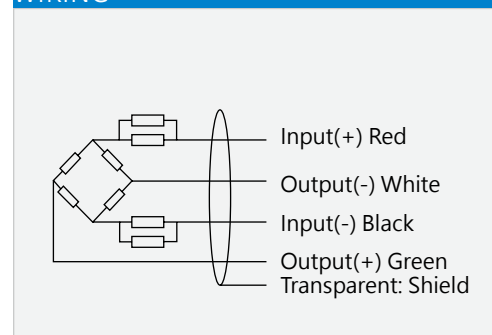 WIRING
Input(+) Red
Output(-) White
Input(-) Black
Output(+) Green
Transparent: Shield